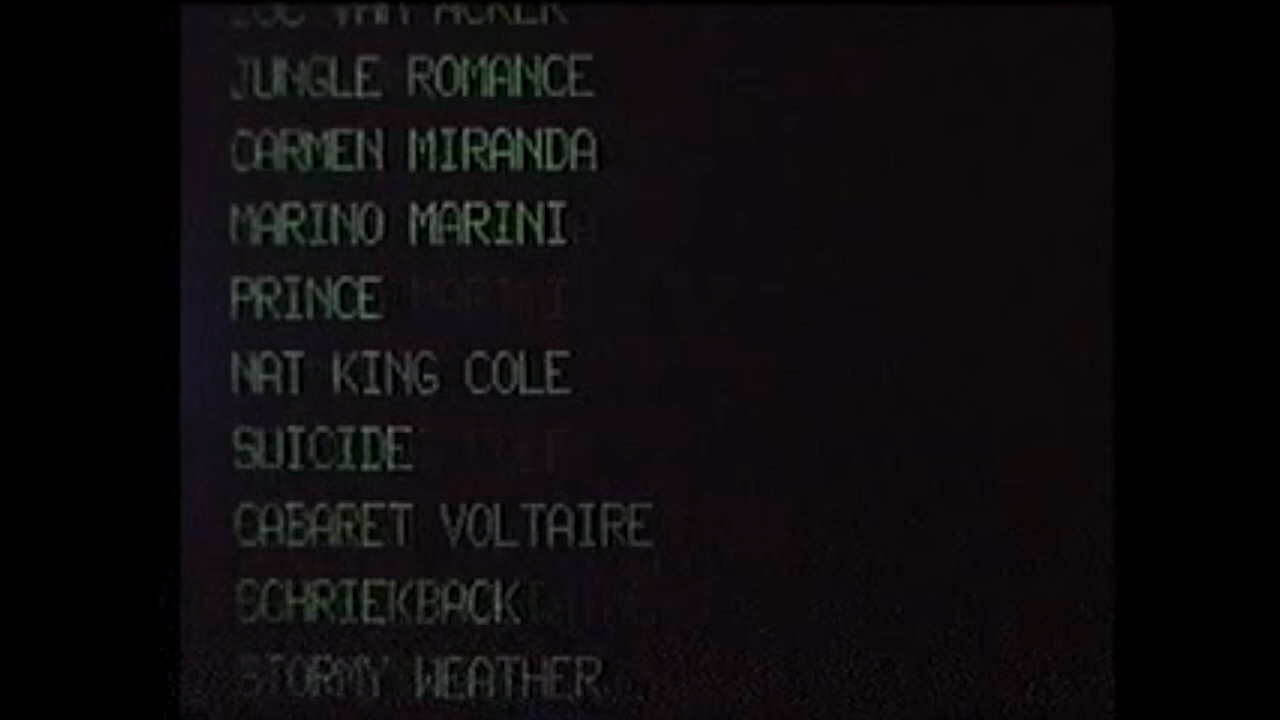 JUNGLE ROMANCE
CARMEN MIRANDA
MARINO MARINI
PRINCE
NAT KING COLE
SUICIDE
CABARET VOLTAIRE
SCHRIEKBACK
STORMY WEATHER